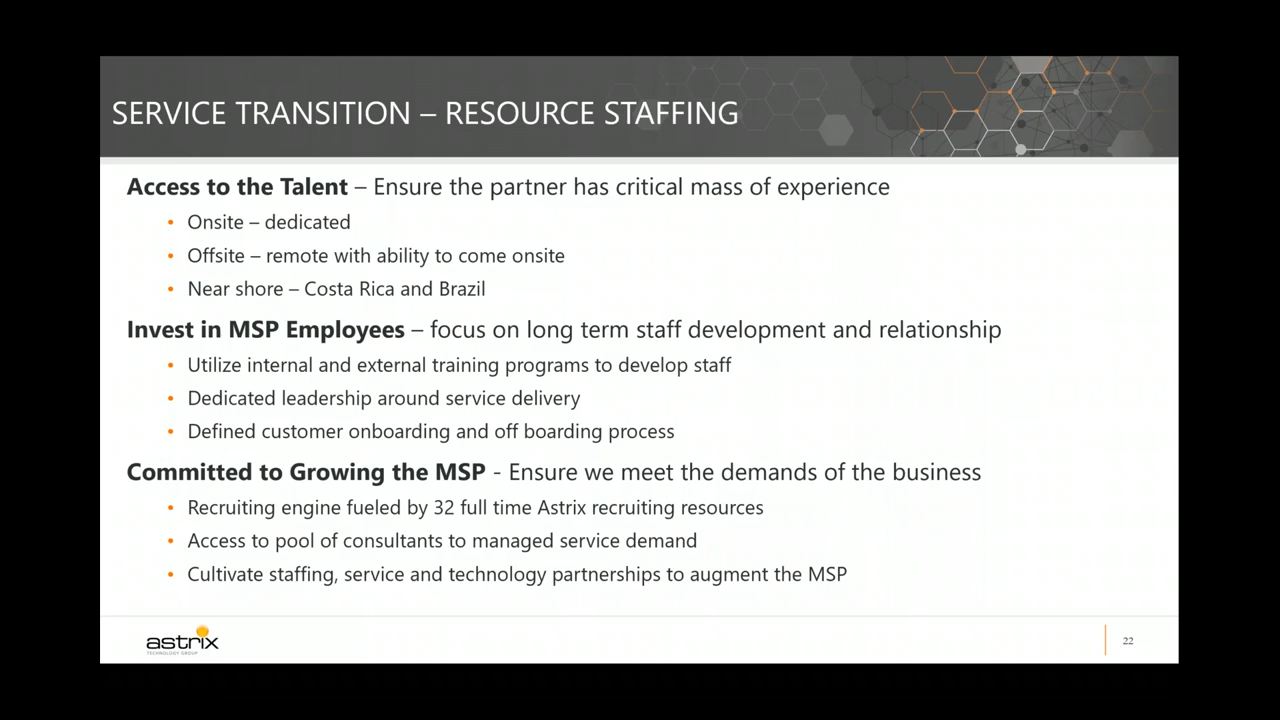 SERVICE TRANSITION – RESOURCE STAFFING
Access to the Talent – Ensure the partner has critical mass of experience
• Onsite – dedicated
• Offsite – remote with ability to come onsite
• Near shore – Costa Rica and Brazil
Invest in MSP Employees – focus on long term staff development and relationship
• Utilize internal and external training programs to develop staff
• Dedicated leadership around service delivery
• Defined customer onboarding and off boarding process
Committed to Growing the MSP - Ensure we meet the demands of the business
• Recruiting engine fueled by 32 full time Astrix recruiting resources
• Access to pool of consultants to managed service demand
• Cultivate staffing, service and technology partnerships to augment the MSP
astrix
TECHNOLOGY GROUP
22